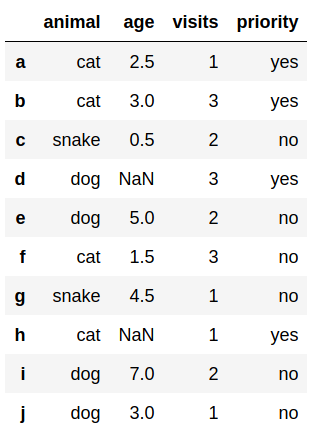 animal age visits priority
a cat 2.5 1 yes
b cat 3.0 3 yes
c snake 0.5 2 no
d dog NaN 3 yes
e dog 5.0 2 no
f cat 1.5 3 no
g snake 4.5 1 no
h cat NaN 1 yes
i dog 7.0 2 no
j dog 3.0 1 no